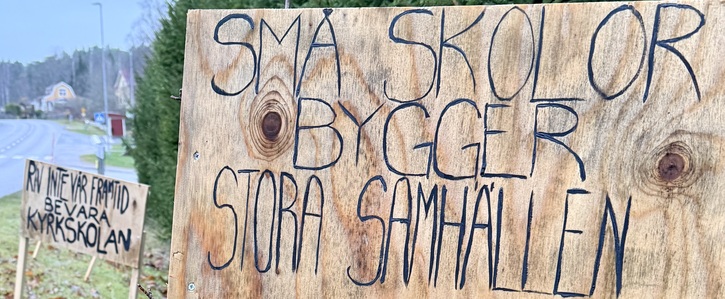 SMÅ SKOLOR
BYGGER
STORA SAMHÄLLEN
RIV INTE VÅR FRAMTID
BEVARA
KYRKSKOLAN